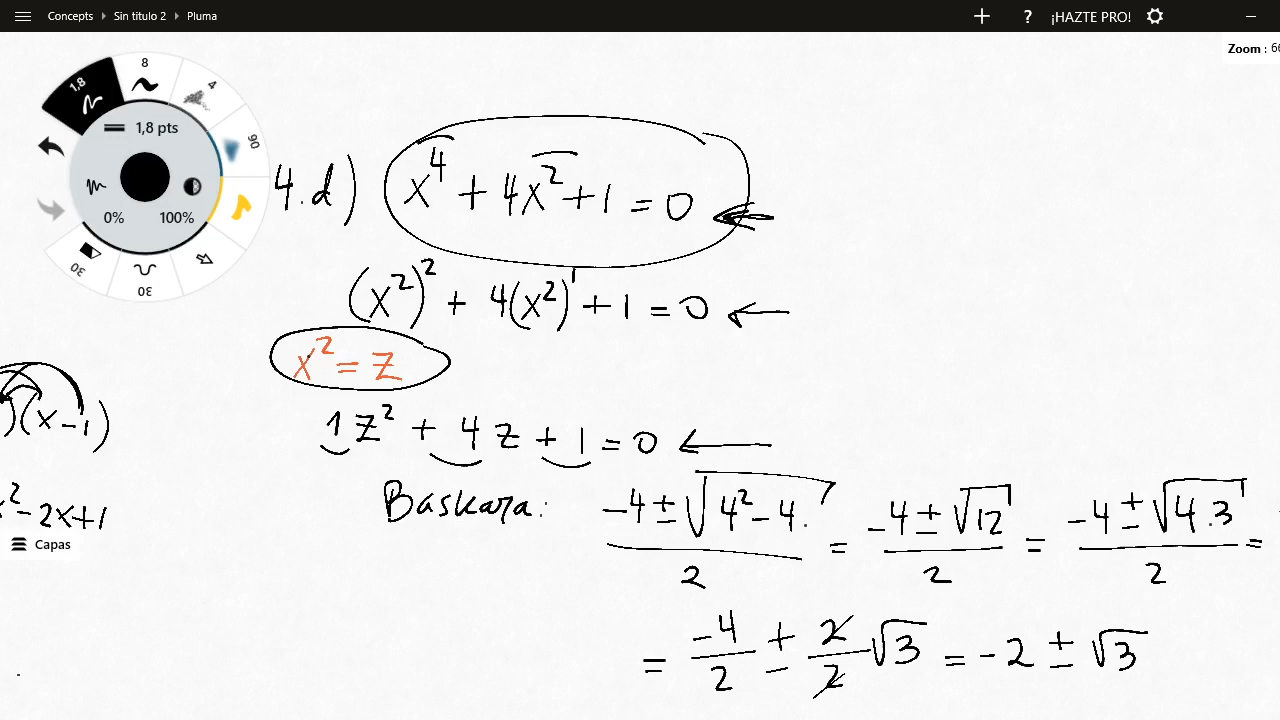 Concepts › Sin título 2 › Pluma
+ ? ¡HAZTE PRO!
Zoom : 66
8
1,8
4
90
1,8 pts
0% 100%
30
30
4.d) x⁴ + 4x² + 1 = 0
(x²)² + 4(x²)¹ + 1 = 0
x² = z
)(x-1)
1z² + 4z + 1 = 0
² - 2x + 1
Baskara: (-4 ± √(4² - 4.))/2 = (-4 ± √12)/2 = (-4 ± √(4.3))/2 =
Capas
= -4/2 ± 2/2 √3 = -2 ± √3